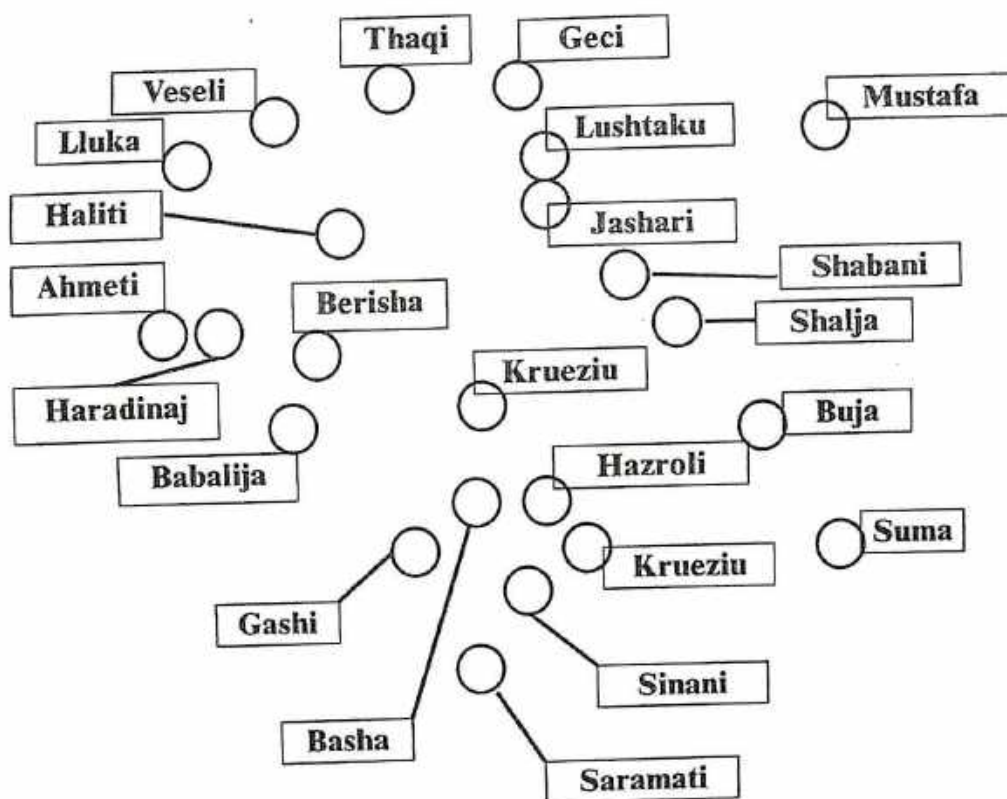 Thaqi
Geci
Veseli
Mustafa
Lluka
Lushtaku
Haliti
Jashari
Shabani
Ahmeti
Berisha
Shalja
Krueziu
Haradinaj
Buja
Babalija
Hazroli
Suma
Krueziu
Gashi
Sinani
Basha
Saramati